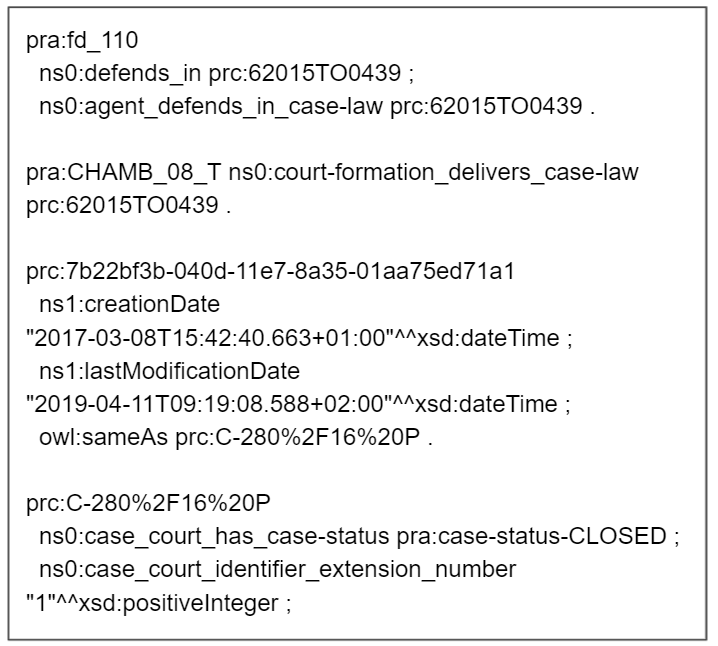 pra:fd_110
ns0:defends_in prc:62015TO0439 ;
ns0:agent_defends_in_case-law prc:62015TO0439 .
pra:CHAMB_08_T ns0:court-formation_delivers_case-law
prc:62015TO0439 .
prc:7b22bf3b-040d-11e7-8a35-01aa75ed71a1
ns1:creationDate
"2017-03-08T15:42:40.663+01:00"^^xsd:dateTime ;
ns1:lastModificationDate
"2019-04-11T09:19:08.588+02:00"^^xsd:dateTime ;
owl:sameAs prc:C-280%2F16%20P .
prc:C-280%2F16%20P
ns0:case_court_has_case-status pra:case-status-CLOSED ;
ns0:case_court_identifier_extension_number
"1"^^xsd:positiveInteger ;